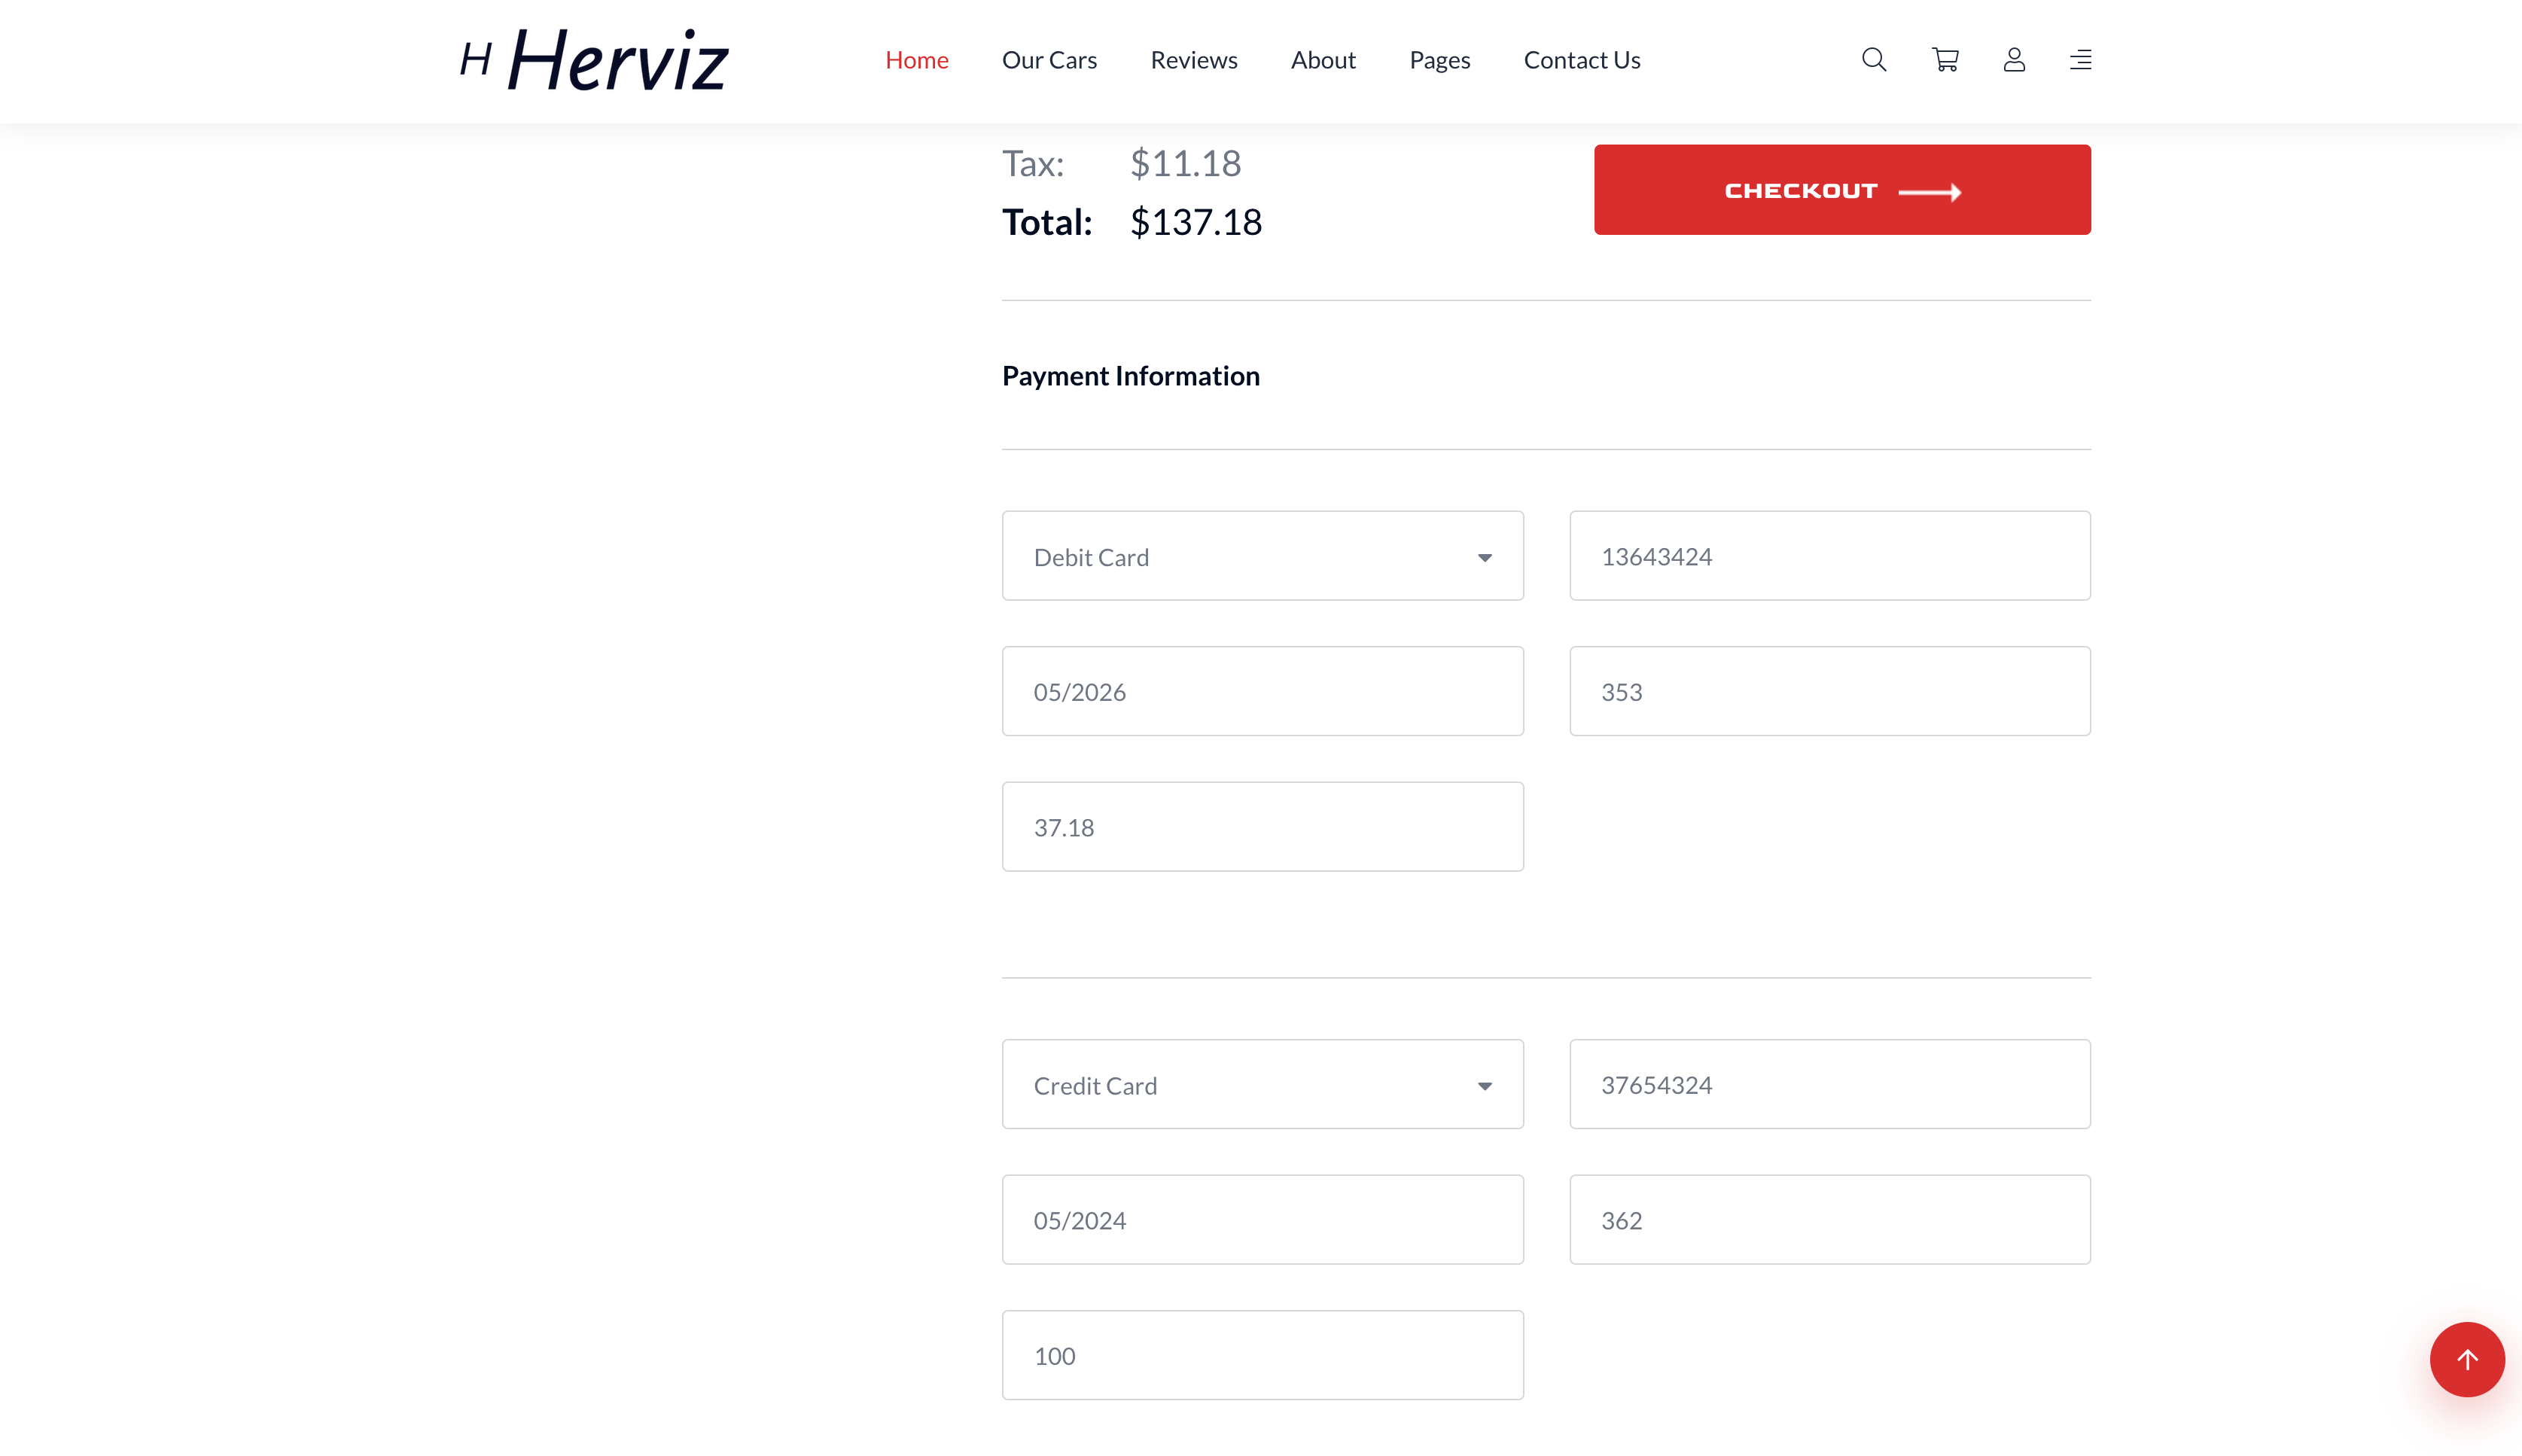 H Herviz
Home Our Cars Reviews About Pages Contact Us
Tax: $11.18
Total: $137.18
CHECKOUT
Payment Information
Debit Card 13643424
05/2026 353
37.18
Credit Card 37654324
05/2024 362
100